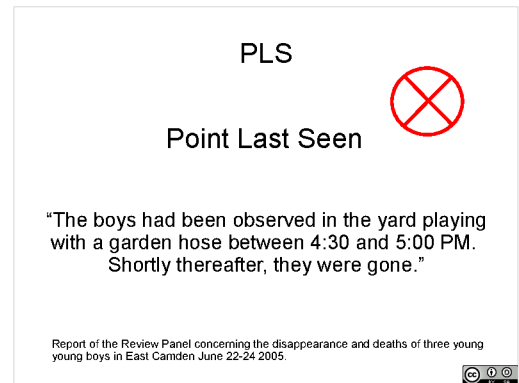 PLS
Point Last Seen
“The boys had been observed in the yard playing
with a garden hose between 4:30 and 5:00 PM.
Shortly thereafter, they were gone.”
Report of the Review Panel concerning the disappearance and deaths of three young
young boys in East Camden June 22-24 2005.
cc